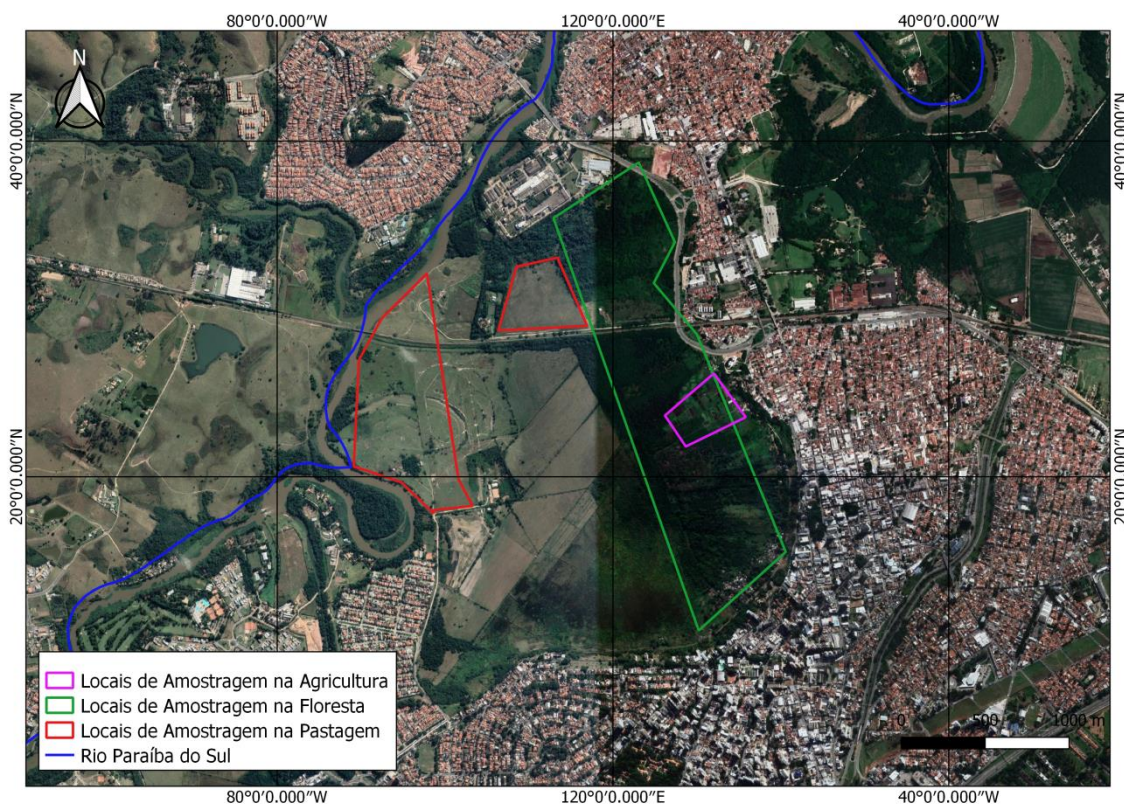 80°0'0.000"W 120°0'0.000"W 40°0'0.000"W
N
40°0'0.000"N 40°0'0.000"N
20°0'0.000"N 20°0'0.000"N
Locais de Amostragem na Agricultura
Locais de Amostragem na Floresta
Locais de Amostragem na Pastagem
Rio Paraíba do Sul
0 500 1000 m
80°0'0.000"W 120°0'0.000"W 40°0'0.000"W